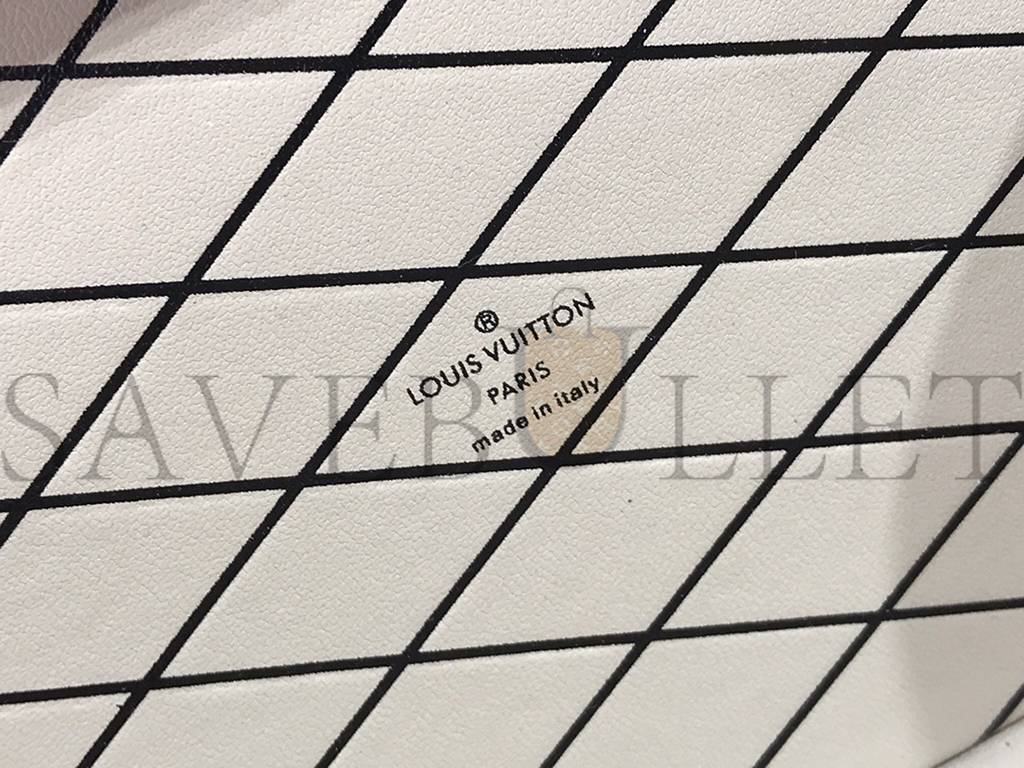 ®
LOUIS VUITTON
PARIS
made in italy
SAVEBULLET